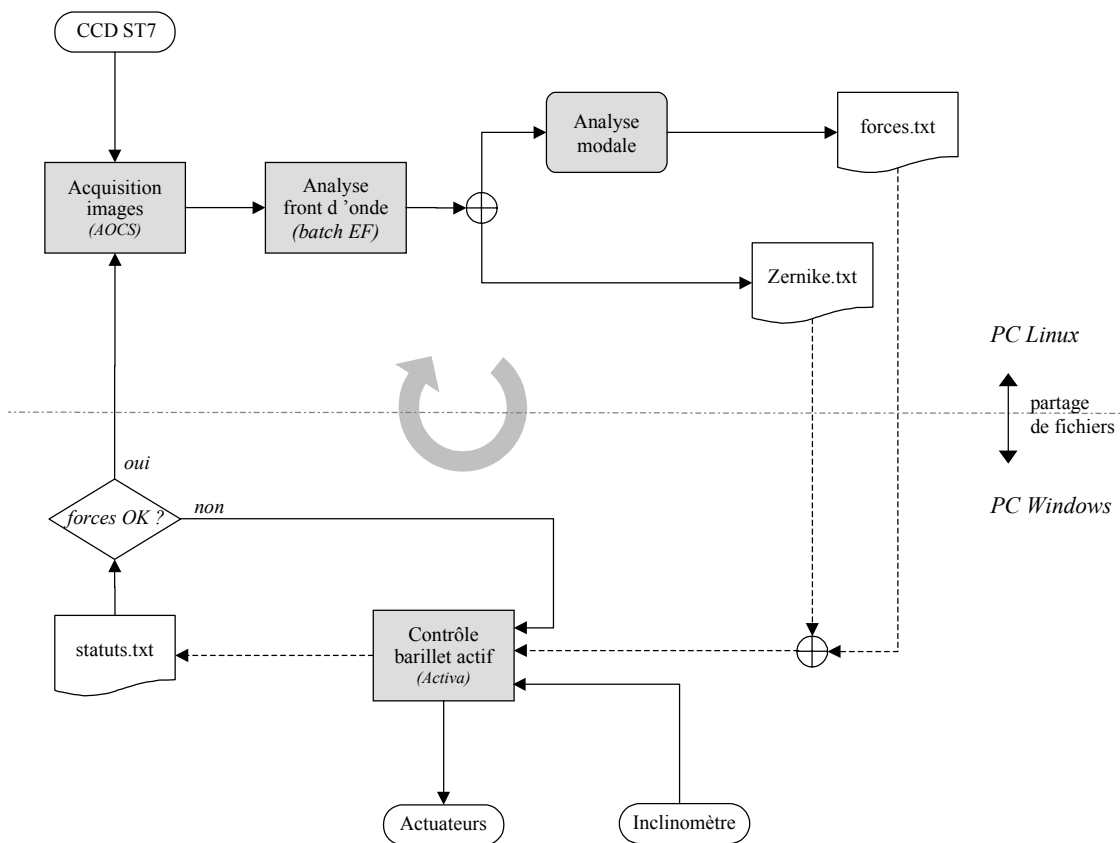 CCD ST7
Acquisition
images
(AOCS)
Analyse
front d ’onde
(batch EF)
Analyse
modale
forces.txt
Zernike.txt
PC Linux
partage
de fichiers
PC Windows
oui
forces OK ?
non
statuts.txt
Contrôle
barillet actif
(Activa)
Actuateurs
Inclinomètre